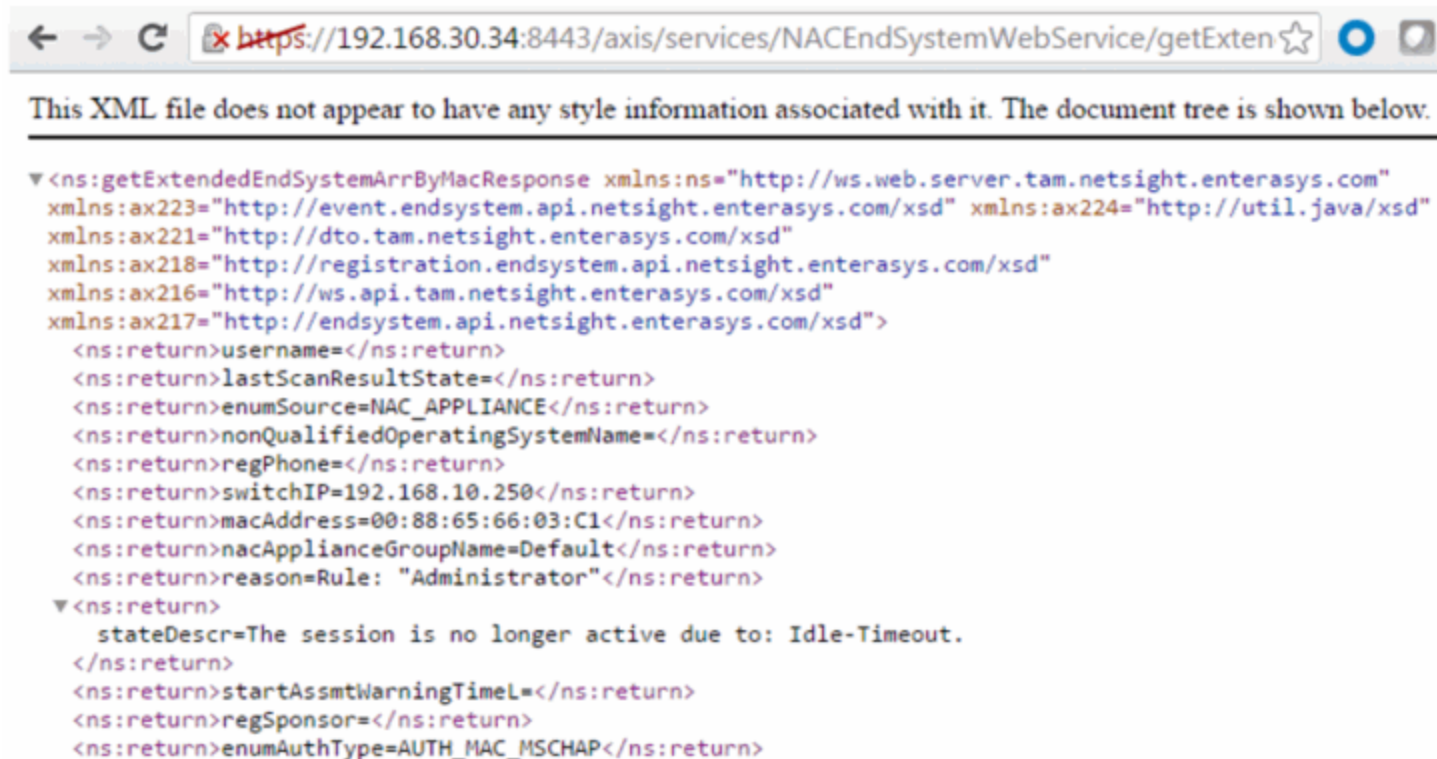 https://192.168.30.34:8443/axis/services/NACEndSystemWebService/getExten
This XML file does not appear to have any style information associated with it. The document tree is shown below.
▼<ns:getExtendedEndSystemArrByMacResponse xmlns:ns="http://ws.web.server.tam.netsight.enterasys.com"
xmlns:ax223="http://event.endsystem.api.netsight.enterasys.com/xsd" xmlns:ax224="http://util.java/xsd"
xmlns:ax221="http://dto.tam.netsight.enterasys.com/xsd"
xmlns:ax218="http://registration.endsystem.api.netsight.enterasys.com/xsd"
xmlns:ax216="http://ws.api.tam.netsight.enterasys.com/xsd"
xmlns:ax217="http://endsystem.api.netsight.enterasys.com/xsd">
<ns:return>username=</ns:return>
<ns:return>lastScanResultState=</ns:return>
<ns:return>enumSource=NAC_APPLIANCE</ns:return>
<ns:return>nonQualifiedOperatingSystemName=</ns:return>
<ns:return>regPhone=</ns:return>
<ns:return>switchIP=192.168.10.250</ns:return>
<ns:return>macAddress=00:88:65:66:03:C1</ns:return>
<ns:return>nacApplianceGroupName=Default</ns:return>
<ns:return>reason=Rule: "Administrator"</ns:return>
▼<ns:return>
stateDescr=The session is no longer active due to: Idle-Timeout.
</ns:return>
<ns:return>startAssmtWarningTimeL=</ns:return>
<ns:return>regSponsor=</ns:return>
<ns:return>enumAuthType=AUTH_MAC_MSCHAP</ns:return>